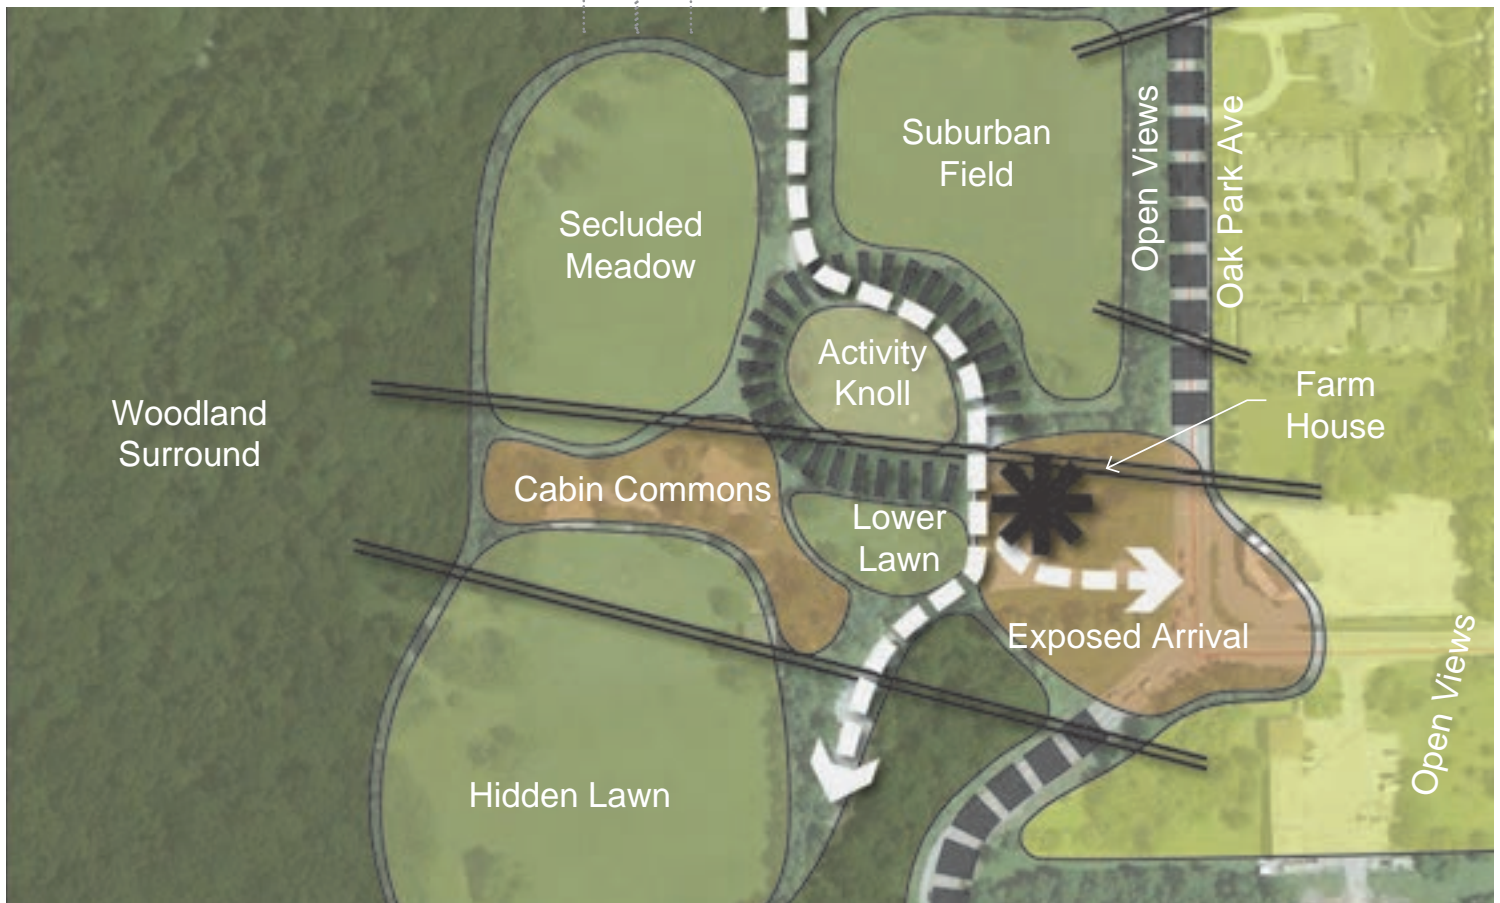 Suburban
Field
Open Views
Oak Park Ave
Secluded
Meadow
Activity
Knoll
Farm
House
Woodland
Surround
Cabin Commons
Lower
Lawn
Exposed Arrival
Open Views
Hidden Lawn